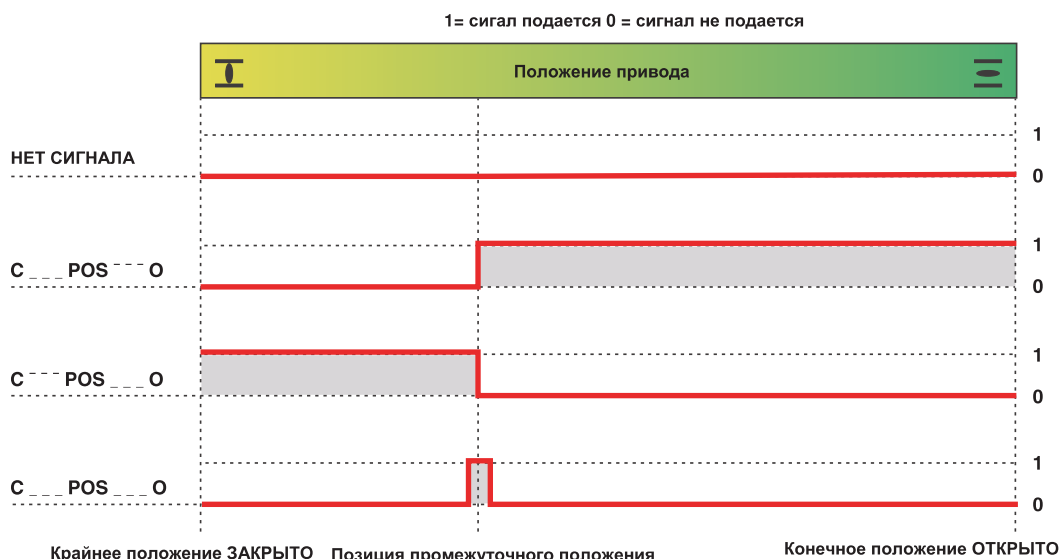 1= сигал подается 0 = сигнал не подается
Положение привода
1
НЕТ СИГНАЛА
0
1
C _ _ _ POS ¯ ¯ ¯ O
0
1
C ¯ ¯ ¯ POS _ _ _ O
0
1
C _ _ _ POS _ _ _ O
0
Крайнее положение ЗАКРЫТО Позиция промежуточного положения Конечное положение ОТКРЫТО